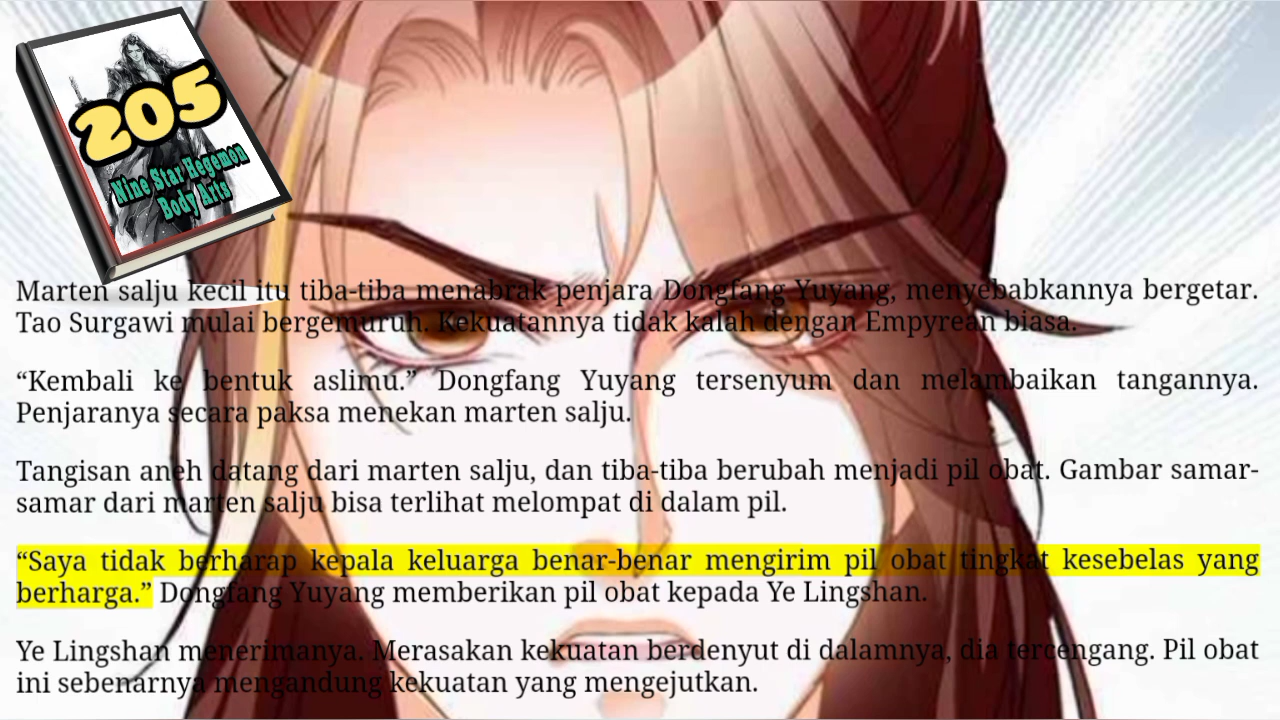 205
Nine Star Hegemon
Body Arts
Marten salju kecil itu tiba-tiba menabrak penjara Dongfang Yuyang, menyebabkannya bergetar.
Tao Surgawi mulai bergemuruh. Kekuatannya tidak kalah dengan Empyrean biasa.
“Kembali ke bentuk aslimu.” Dongfang Yuyang tersenyum dan melambaikan tangannya.
Penjaranya secara paksa menekan marten salju.
Tangisan aneh datang dari marten salju, dan tiba-tiba berubah menjadi pil obat. Gambar samar-
samar dari marten salju bisa terlihat melompat di dalam pil.
“Saya tidak berharap kepala keluarga benar-benar mengirim pil obat tingkat kesebelas yang
berharga.” Dongfang Yuyang memberikan pil obat kepada Ye Lingshan.
Ye Lingshan menerimanya. Merasakan kekuatan berdenyut di dalamnya, dia tercengang. Pil obat
ini sebenarnya mengandung kekuatan yang mengejutkan.